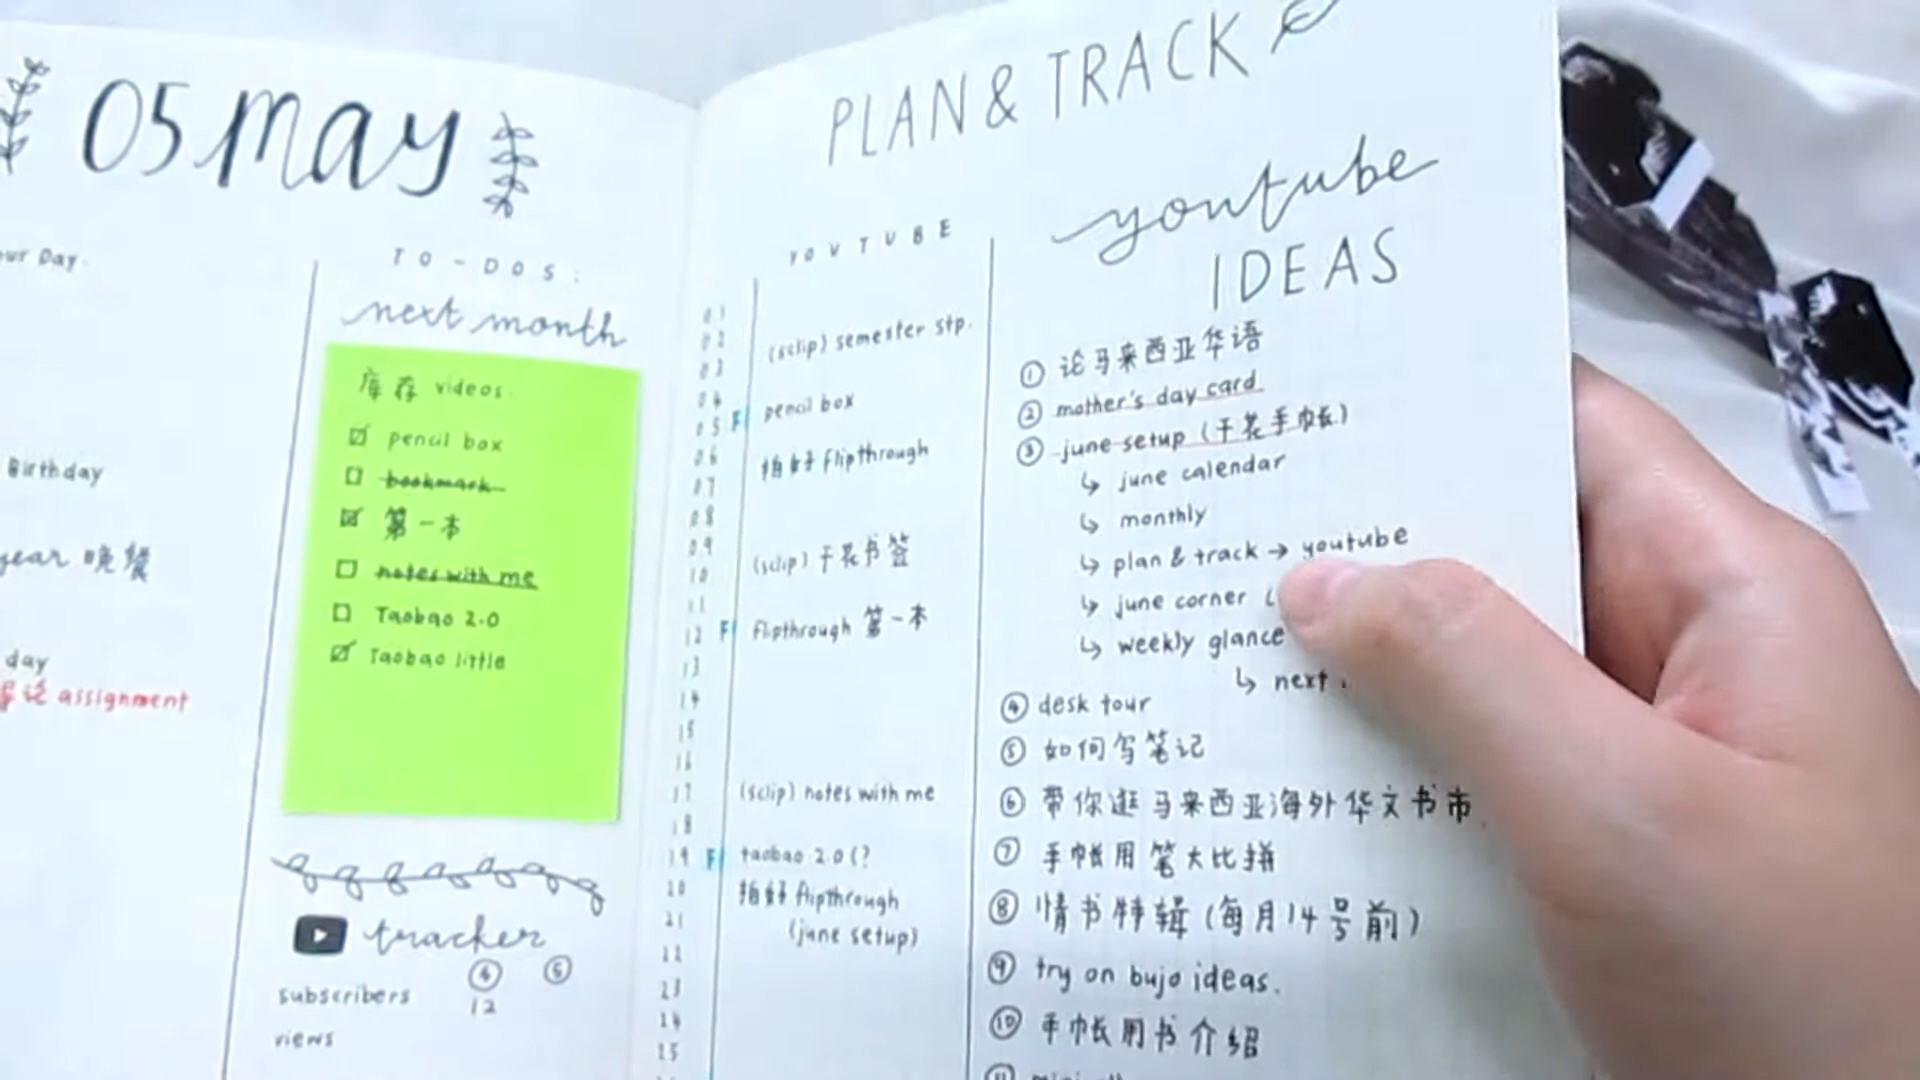 05 May
our Day.
Birthday
year 晚餐
day
导论 assignment
TO-DOS:
next month
库存 videos.
pencil box
bookmark
第一本
notes with me
Taobao 2.0
Taobao little
tracker
④ ⑤
subscribers 12
views
PLAN & TRACK
YOUTUBE
01
02 (sclip) semester stp.
03
04
05 F! pencil box
06 拍好 flipthrough
07
08
09 (sclip) 干花书签
10
11
12 F! flipthrough 第一本
13
14
15
16
17 (sclip) notes with me
18
19 F! taobao 2.0 (?
20 拍好 flipthrough
21 (june setup)
22
23
24
25
youtube
IDEAS
① 论马来西亚华语
② mother's day card
③ june setup (干花手帐)
↳ june calendar
↳ monthly
↳ plan & track → youtube
↳ june corner (
↳ weekly glance
↳ next
④ desk tour
⑤ 如何写笔记
⑥ 带你逛马来西亚海外华文书市.
⑦ 手帐用笔大比拼
⑧ 情书特辑 (每月14号前)
⑨ try on bujo ideas.
⑩ 手帐用书介绍
⑪